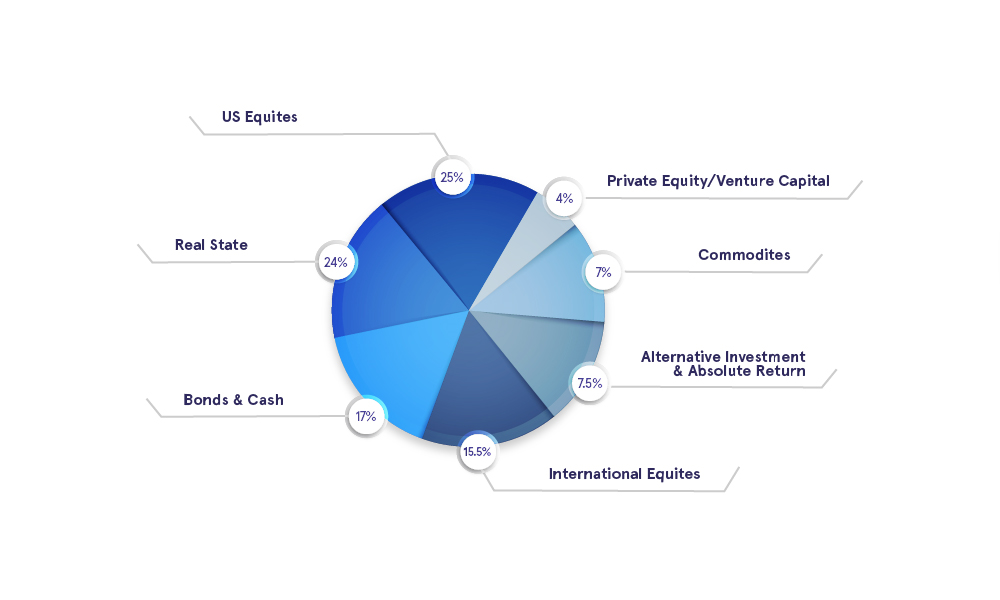 US Equites
25%
Private Equity/Venture Capital
4%
Real State
24%
Commodites
7%
Alternative Investment
& Absolute Return
7.5%
Bonds & Cash
17%
15.5%
International Equites